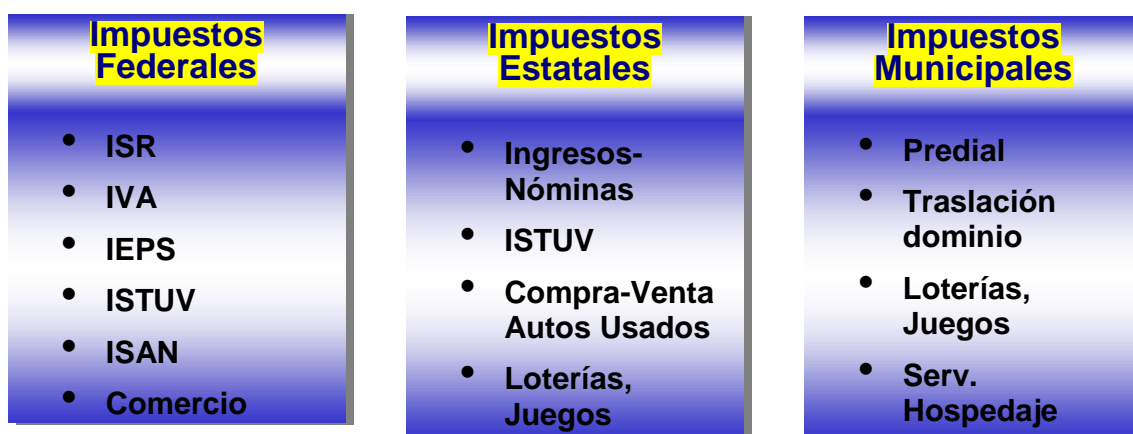 Impuestos
Federales
• ISR
• IVA
• IEPS
• ISTUV
• ISAN
• Comercio
Impuestos
Estatales
• Ingresos-
Nóminas
• ISTUV
• Compra-Venta
Autos Usados
• Loterías,
Juegos
Impuestos
Municipales
• Predial
• Traslación
dominio
• Loterías,
Juegos
• Serv.
Hospedaje